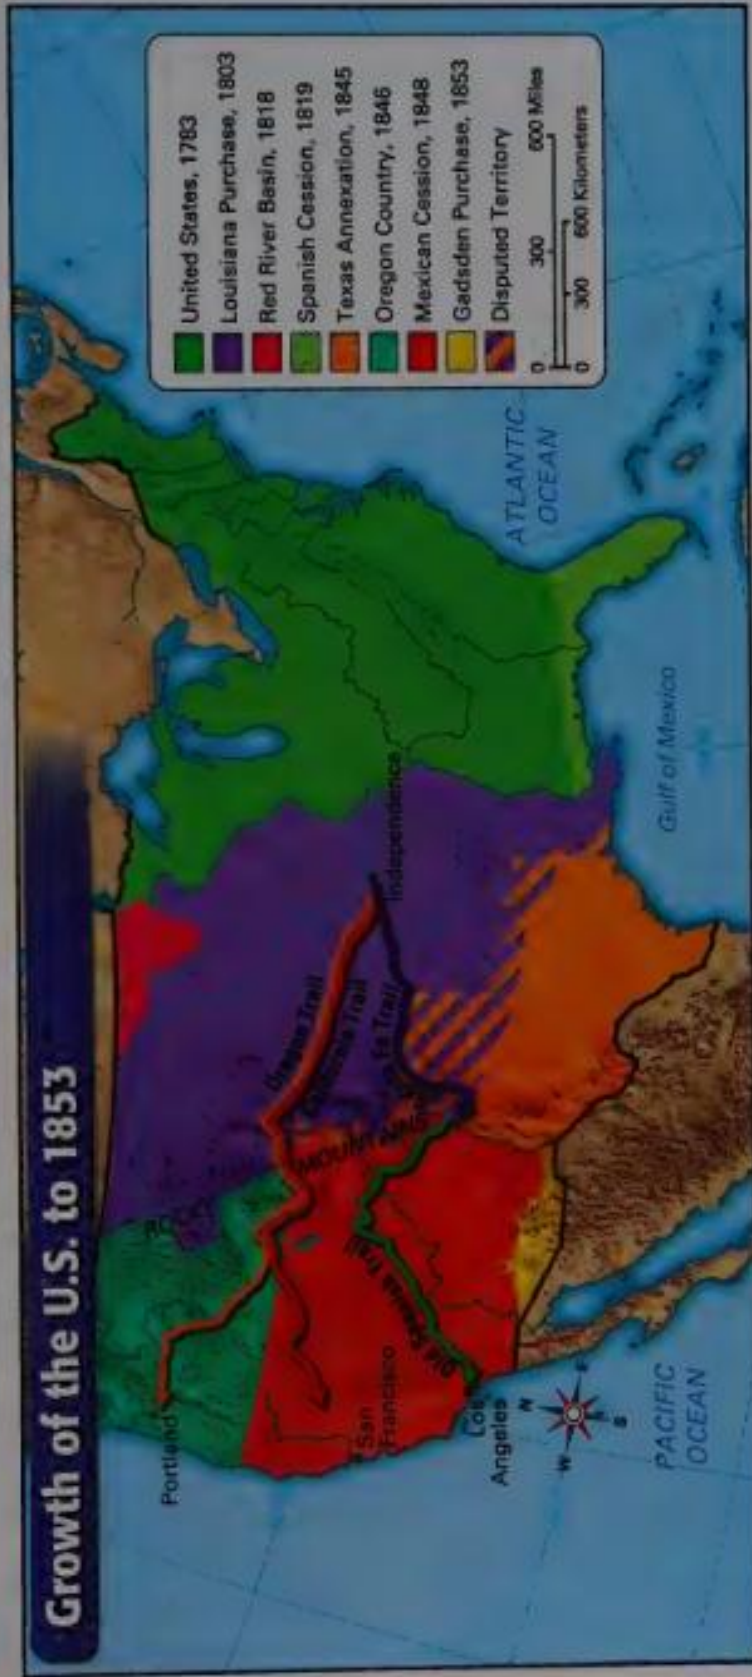 Growth of the U.S. to 1853
United States, 1783
Louisiana Purchase, 1803
Red River Basin, 1818
Spanish Cession, 1819
Texas Annexation, 1845
Oregon Country, 1846
Mexican Cession, 1848
Gadsden Purchase, 1853
Disputed Territory
0 300 600 Miles
0 300 600 Kilometers
Portland
San
Francisco
Los
Angeles
ROCKY
MOUNTAINS
Oregon Trail
California Trail
Fe Trail
Old Spanish Trail
Independence
ATLANTIC
OCEAN
Gulf of Mexico
PACIFIC
OCEAN
N
E
S
W